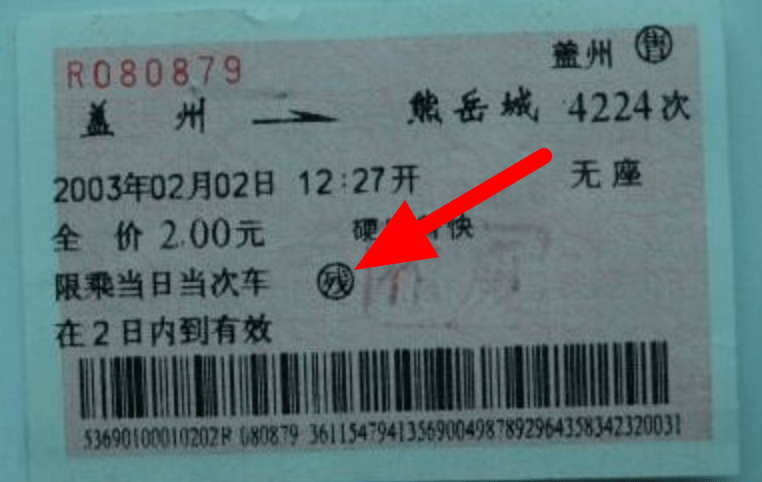 R080879
盖州 ㊞售
盖 州 → 熊岳城 4224次
2003年02月02日 12:27开 无座
全 价 2.00元 硬 快
限乘当日当次车 残
在2日内到有效
53690100010202R 080879 36115479413569004987892964358342320031